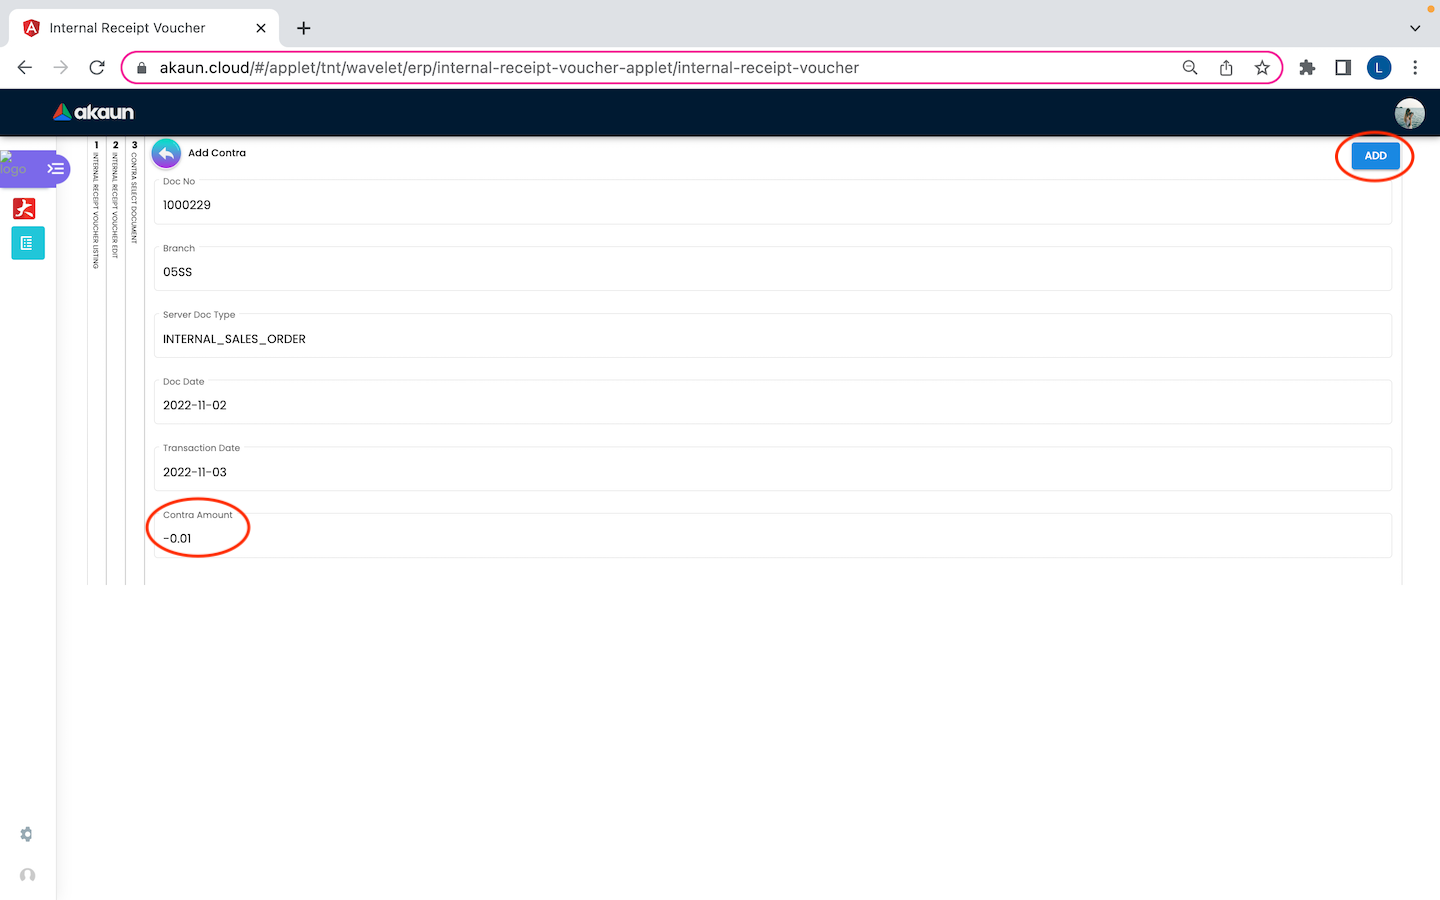 Internal Receipt Voucher
akaun.cloud/#/applet/tnt/wavelet/erp/internal-receipt-voucher-applet/internal-receipt-voucher
L
akaun
logo
1 INTERNAL RECEIPT VOUCHER LISTING
2 INTERNAL RECEIPT VOUCHER EDIT
3 CONTRA SELECT DOCUMENT
Add Contra
ADD
Doc No
1000229
Branch
05SS
Server Doc Type
INTERNAL_SALES_ORDER
Doc Date
2022-11-02
Transaction Date
2022-11-03
Contra Amount
-0.01